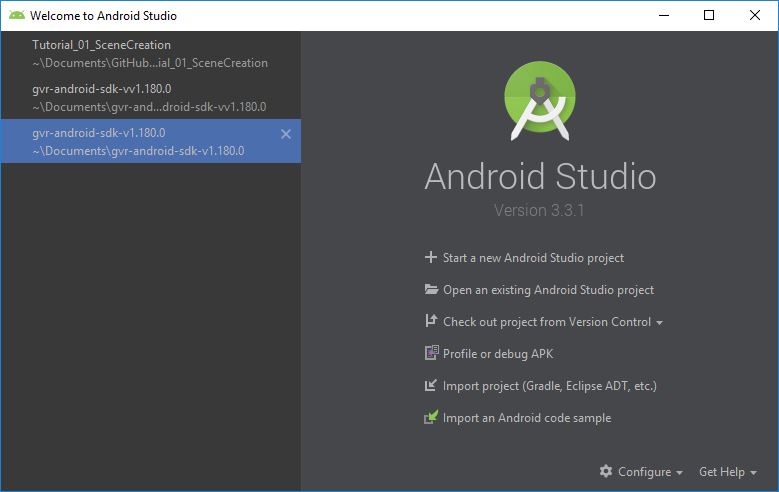 Welcome to Android Studio
Tutorial_01_SceneCreation
~\Documents\GitHub...ial_01_SceneCreation
gvr-android-sdk-vv1.180.0
~\Documents\gvr-and...droid-sdk-vv1.180.0
gvr-android-sdk-v1.180.0
~\Documents\gvr-android-sdk-v1.180.0
Android Studio
Version 3.3.1
Start a new Android Studio project
Open an existing Android Studio project
Check out project from Version Control
Profile or debug APK
Import project (Gradle, Eclipse ADT, etc.)
Import an Android code sample
Configure Get Help